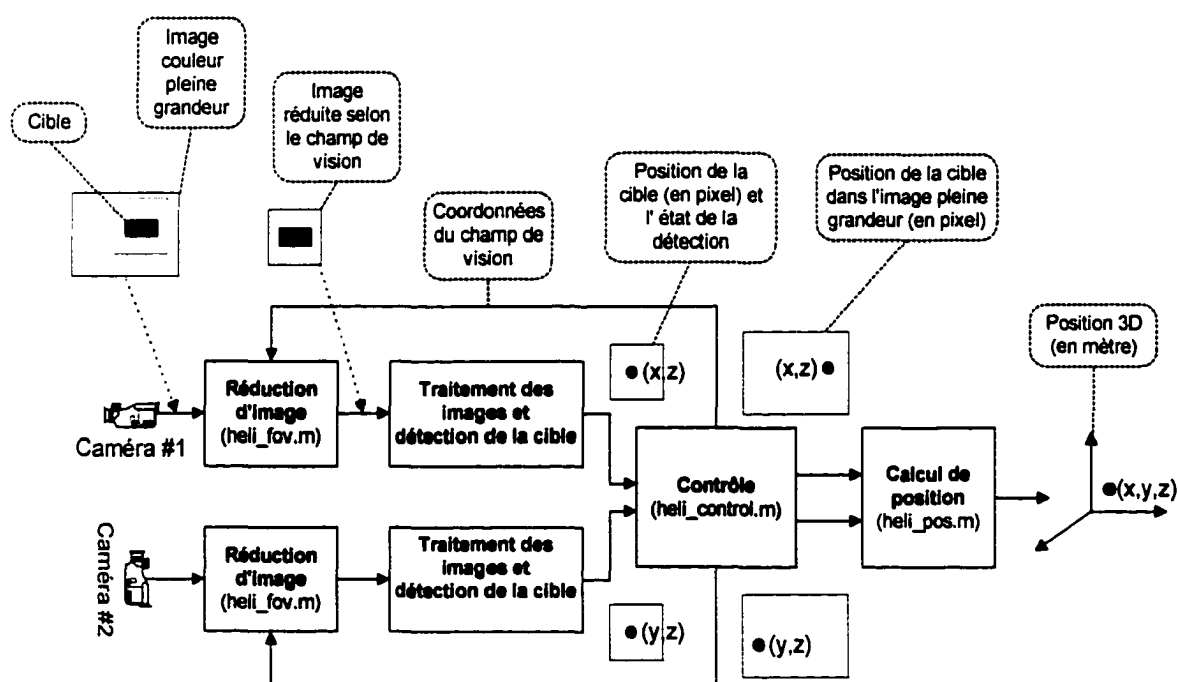 Image
couleur
pleine
grandeur
Cible
Image
réduite selon
le champ de
vision
Coordonnées
du champ de
vision
Position de la
cible (en pixel) et
l' état de la
détection
Position de la cible
dans l'image pleine
grandeur (en pixel)
Position 3D
(en mètre)
Caméra #1
Réduction
d'image
(heli_fov.m)
Traitement des
images et
détection de la cible
(x,z)
(x,z)
Contrôle
(heli_control.m)
Calcul de
position
(heli_pos.m)
(x,y,z)
Caméra #2
Réduction
d'image
(heli_fov.m)
Traitement des
images et
détection de la cible
(y,z)
(y,z)